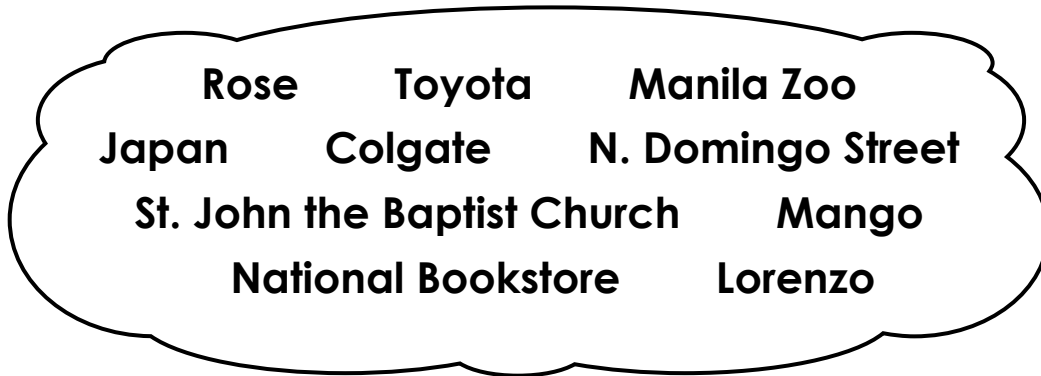 Rose Toyota Manila Zoo
Japan Colgate N. Domingo Street
St. John the Baptist Church Mango
National Bookstore Lorenzo